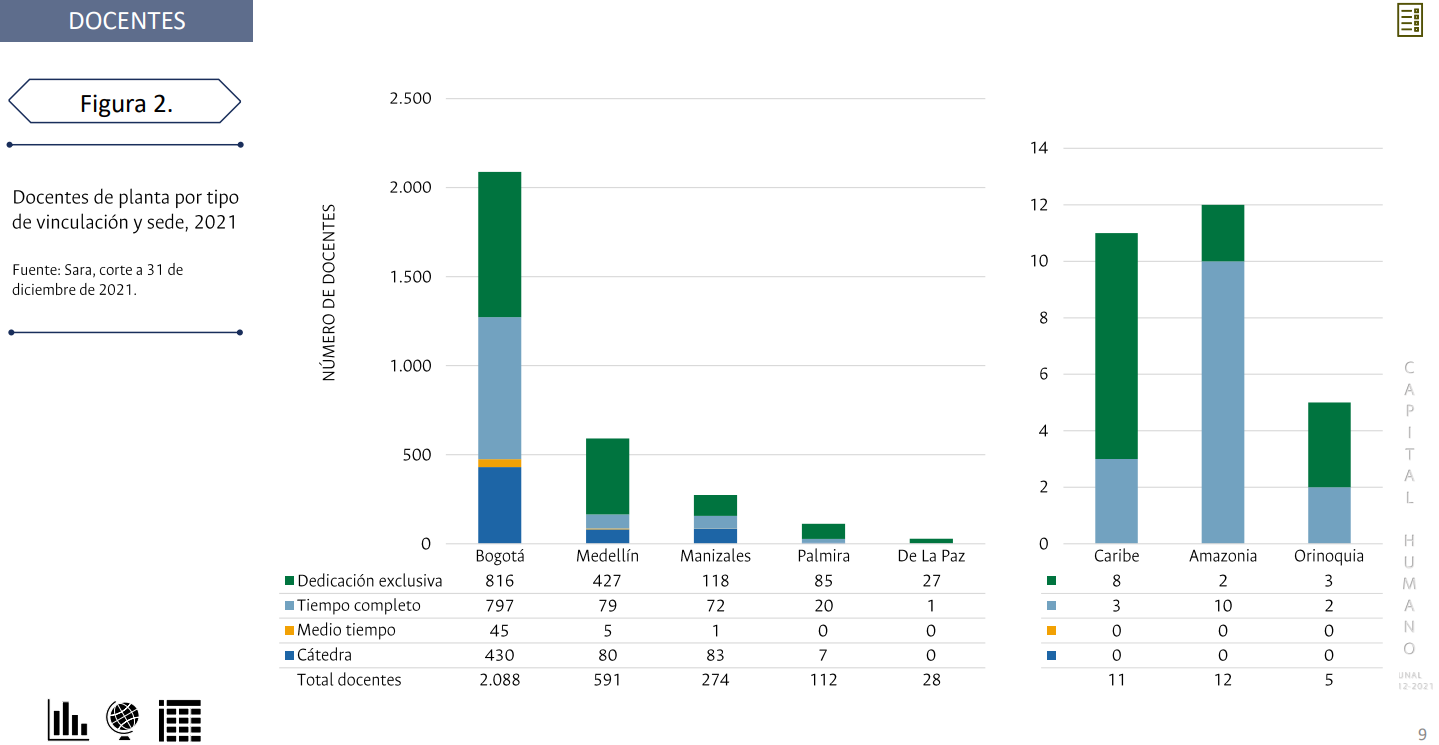 DOCENTES
Figura 2.
Docentes de planta por tipo
de vinculación y sede, 2021
Fuente: Sara, corte a 31 de
diciembre de 2021.
NÚMERO DE DOCENTES
2.500
2.000
1.500
1.000
500
0
14
12
10
8
6
4
2
0
Bogotá Medellín Manizales Palmira De La Paz Caribe Amazonia Orinoquia
Dedicación exclusiva 816 427 118 85 27 8 2 3
Tiempo completo 797 79 72 20 1 3 10 2
Medio tiempo 45 5 1 0 0 0 0 0
Cátedra 430 80 83 7 0 0 0 0
Total docentes 2.088 591 274 112 28 11 12 5
CAPITAL HUMANO
UNAL
12-2021
9